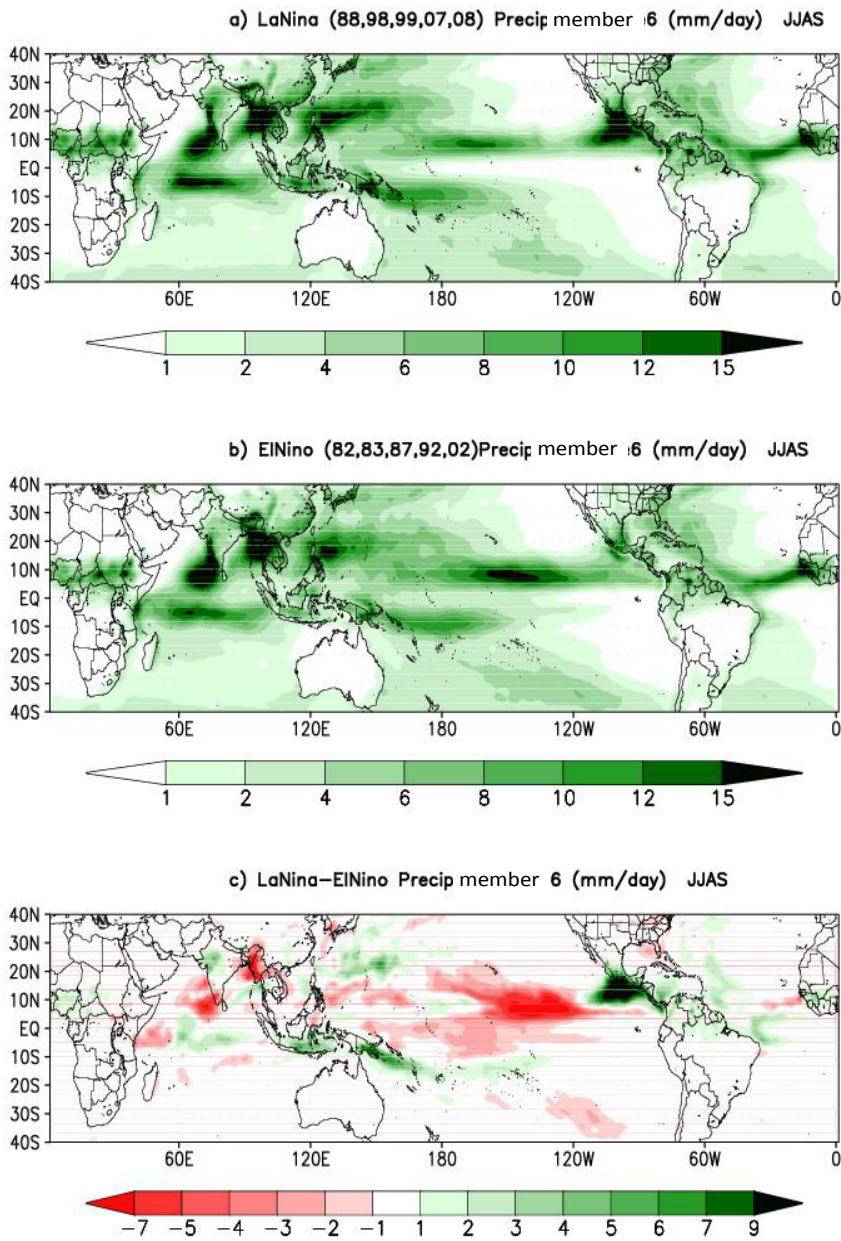 a) LaNina (88,98,99,07,08) Precip member 6 (mm/day) JJAS
40N
30N
20N
10N
EQ
10S
20S
30S
40S
60E 120E 180 120W 60W 0
1 2 4 6 8 10 12 15
b) ElNino (82,83,87,92,02)Precip member 6 (mm/day) JJAS
40N
30N
20N
10N
EQ
10S
20S
30S
40S
60E 120E 180 120W 60W 0
1 2 4 6 8 10 12 15
c) LaNina-ElNino Precip member 6 (mm/day) JJAS
40N
30N
20N
10N
EQ
10S
20S
30S
40S
60E 120E 180 120W 60W 0
-7 -5 -4 -3 -2 -1 1 2 3 5 6 7 9